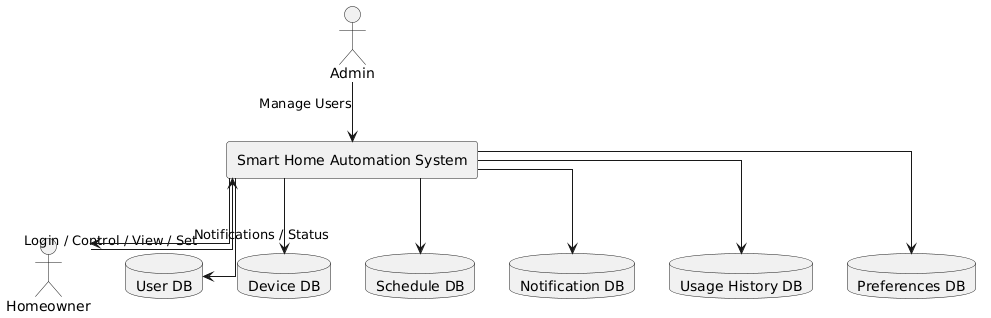 Admin
Manage Users
Smart Home Automation System
Notifications / Status
Login / Control / View / Set
Homeowner
User DB
Device DB
Schedule DB
Notification DB
Usage History DB
Preferences DB